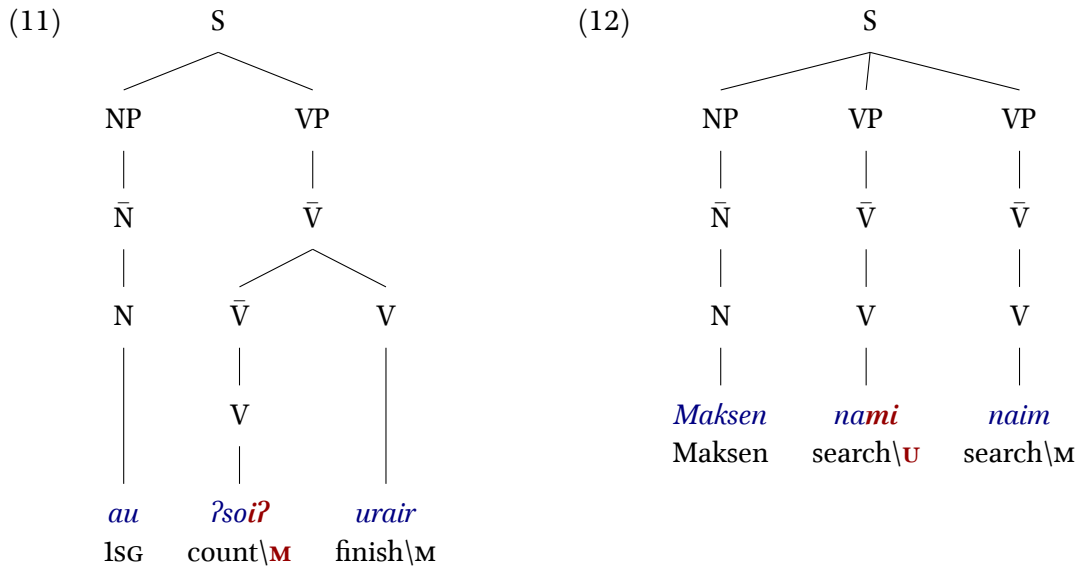 (11) S (12) S
NP VP NP VP VP
N̄ V̄ N̄ V̄ V̄
N V̄ V N V V
V Maksen nami naim
Maksen search\U search\M
au ʔsoiʔ urair
1SG count\M finish\M